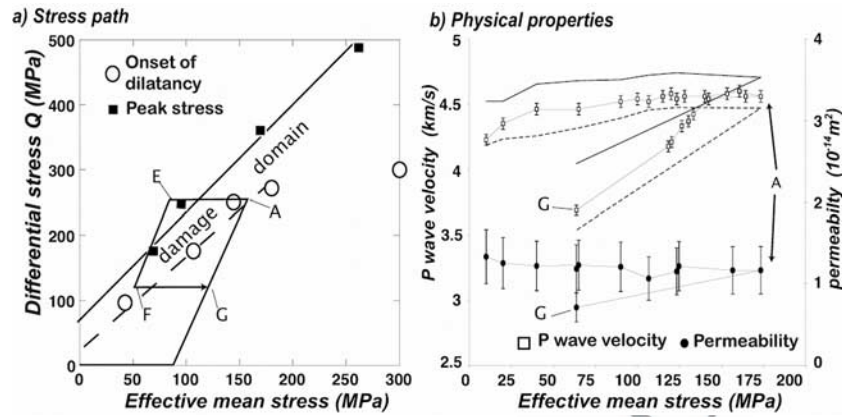 a) Stress path
b) Physical properties
500
400
300
200
100
0
Differential stress Q (MPa)
Onset of
dilatancy
Peak stress
domain
damage
E
A
F
G
0
50
100
150
200
250
300
Effective mean stress (MPa)
5
4.5
4
3.5
3
2.5
P wave velocity (km/s)
G
G
A
P wave velocity
Permeability
4
3
2
1
0
permeabilty (10⁻¹⁴m²)
0
25
50
75
100
125
150
175
200
Effective mean stress (MPa)